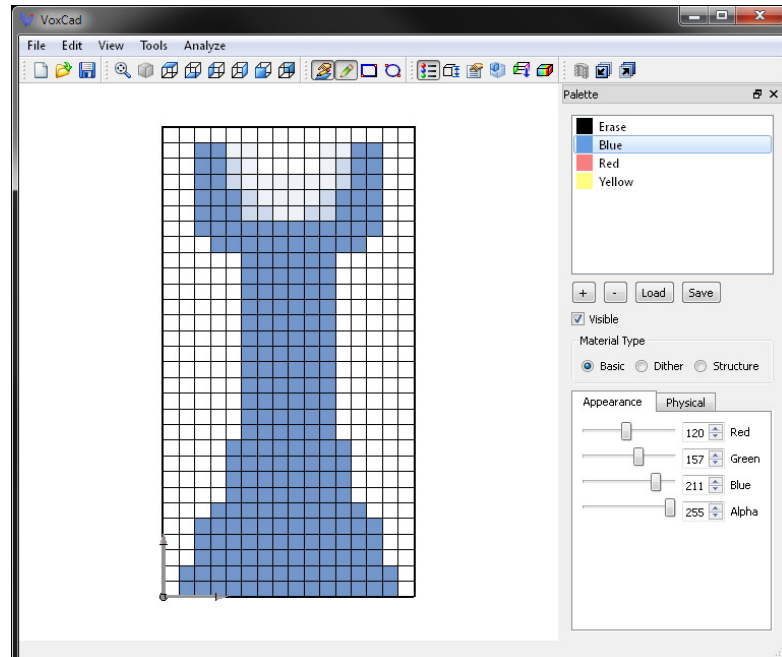 VoxCad
File Edit View Tools Analyze
Palette
Erase
Blue
Red
Yellow
+ - Load Save
Visible
Material Type
Basic Dither Structure
Appearance Physical
120 Red
157 Green
211 Blue
255 Alpha